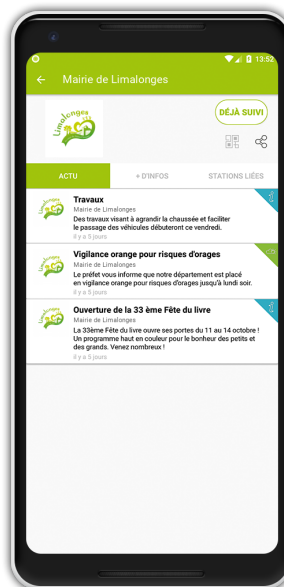 13:52
Mairie de Limalonges
Limalonges
DÉJÀ SUIVI
ACTU
+ D'INFOS
STATIONS LIÉES
Travaux
Mairie de Limalonges
Des travaux visant à agrandir la chaussée et faciliter
le passage des véhicules débuteront ce vendredi.
il y a 5 jours
Vigilance orange pour risques d'orages
Mairie de Limalonges
Le préfet vous informe que notre département est placé
en vigilance orange pour risques d'orages jusqu'à lundi soir.
il y a 5 jours
Ouverture de la 33 ème Fête du livre
Mairie de Limalonges
La 33ème Fête du livre ouvre ses portes du 11 au 14 octobre !
Un programme haut en couleur pour le bonheur des petits et
des grands. Venez nombreux !
il y a 5 jours